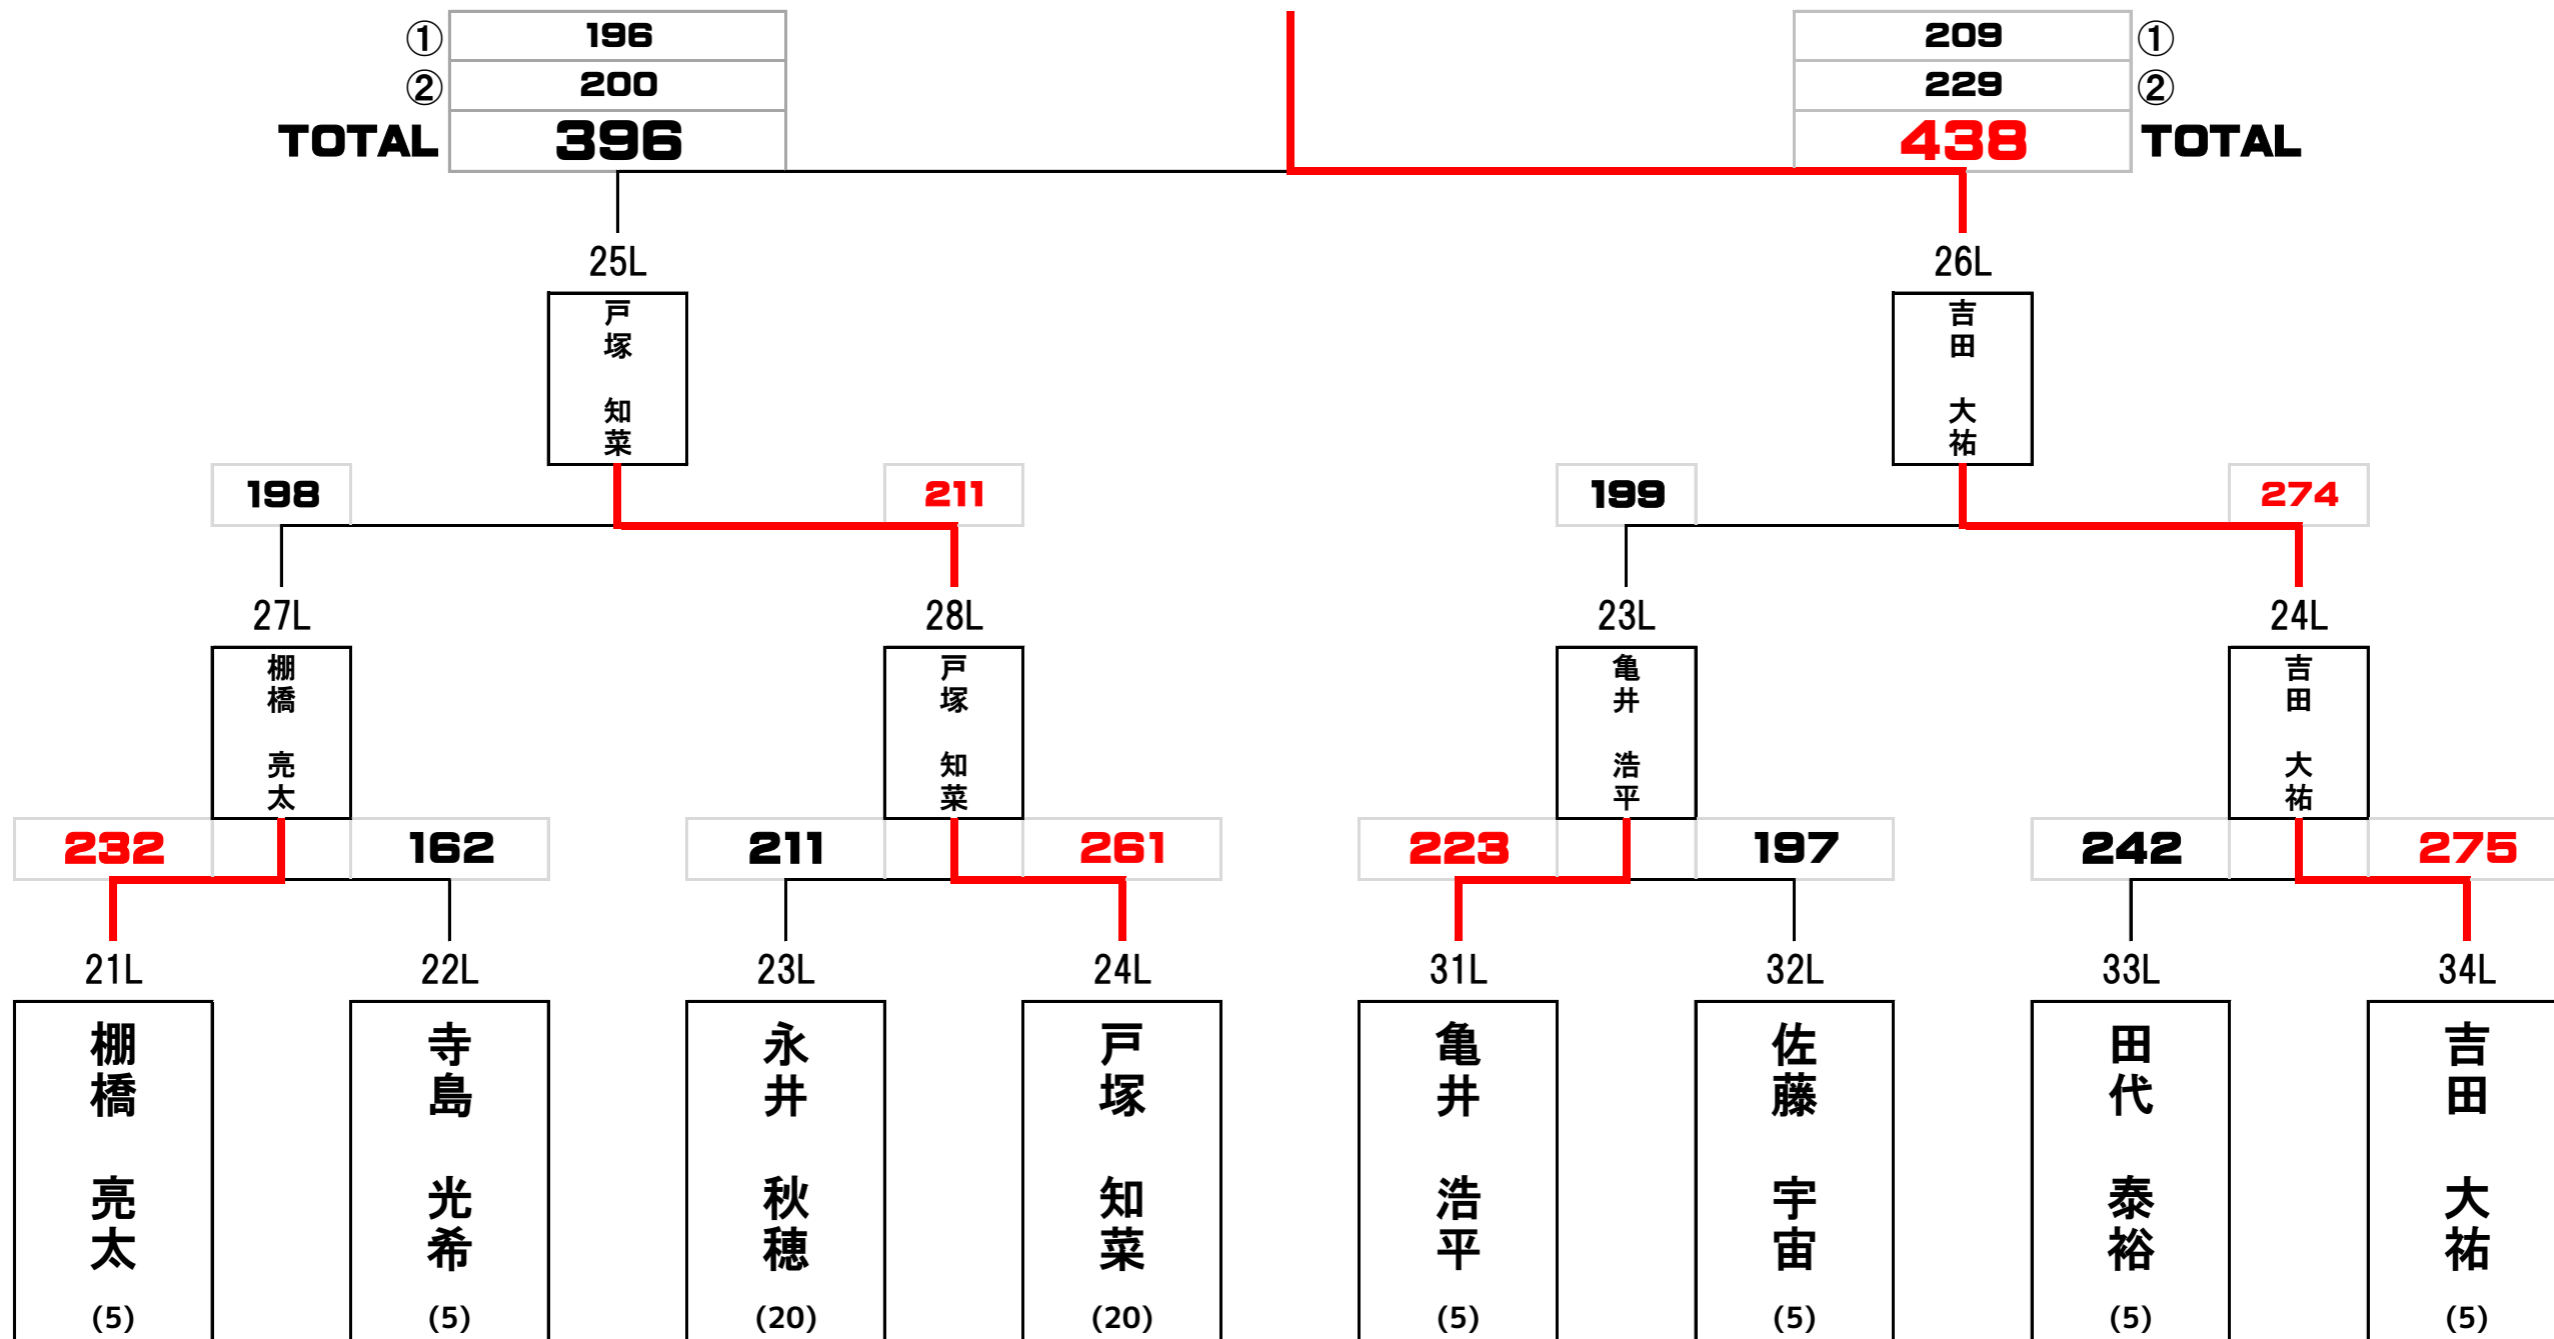 ① 196 209 ①
② 200 229 ②
TOTAL 396 438 TOTAL
25L 26L
戸塚 知菜 吉田 大祐
198 211 199 274
27L 28L 23L 24L
棚橋 亮太 戸塚 知菜 亀井 浩平 吉田 大祐
232 162 211 261 223 197 242 275
21L 22L 23L 24L 31L 32L 33L 34L
棚橋 亮太 寺島 光希 永井 秋穂 戸塚 知菜 亀井 浩平 佐藤 宇宙 田代 泰裕 吉田 大祐
(5) (5) (20) (20) (5) (5) (5) (5)